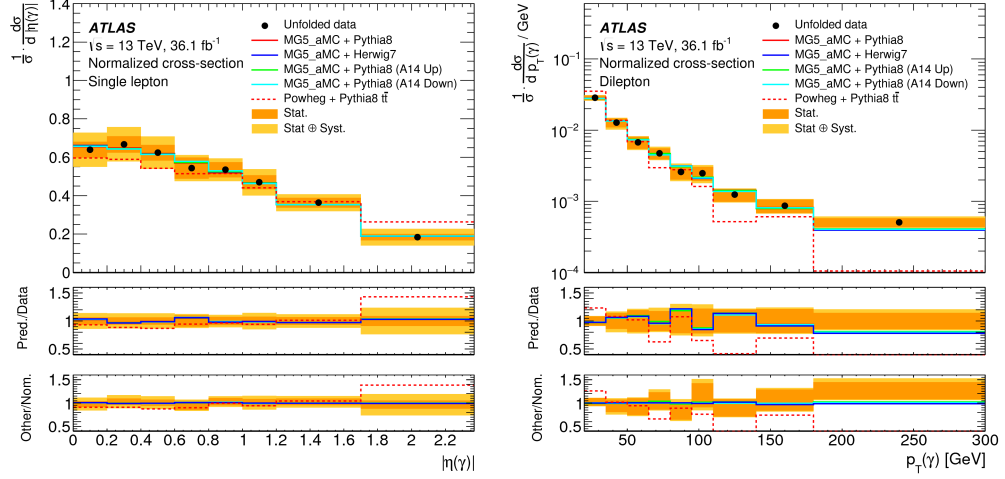 1/σ · dσ/d|η(γ)|
ATLAS
√s = 13 TeV, 36.1 fb⁻¹
Normalized cross-section
Single lepton
Unfolded data
MG5_aMC + Pythia8
MG5_aMC + Herwig7
MG5_aMC + Pythia8 (A14 Up)
MG5_aMC + Pythia8 (A14 Down)
Powheg + Pythia8 tt̄
Stat.
Stat ⊕ Syst.
1.4
1.2
1
0.8
0.6
0.4
0.2
0
Pred./Data
1.5
1
0.5
Other/Nom.
1.5
1
0.5
0 0.2 0.4 0.6 0.8 1 1.2 1.4 1.6 1.8 2 2.2
|η(γ)|
1/σ · dσ/d p_T(γ) / GeV
ATLAS
√s = 13 TeV, 36.1 fb⁻¹
Normalized cross-section
Dilepton
Unfolded data
MG5_aMC + Pythia8
MG5_aMC + Herwig7
MG5_aMC + Pythia8 (A14 Up)
MG5_aMC + Pythia8 (A14 Down)
Powheg + Pythia8 tt̄
Stat.
Stat ⊕ Syst.
10⁻¹
10⁻²
10⁻³
10⁻⁴
Pred./Data
1.5
1
0.5
Other/Nom.
1.5
1
0.5
50 100 150 200 250 300
p_T(γ) [GeV]